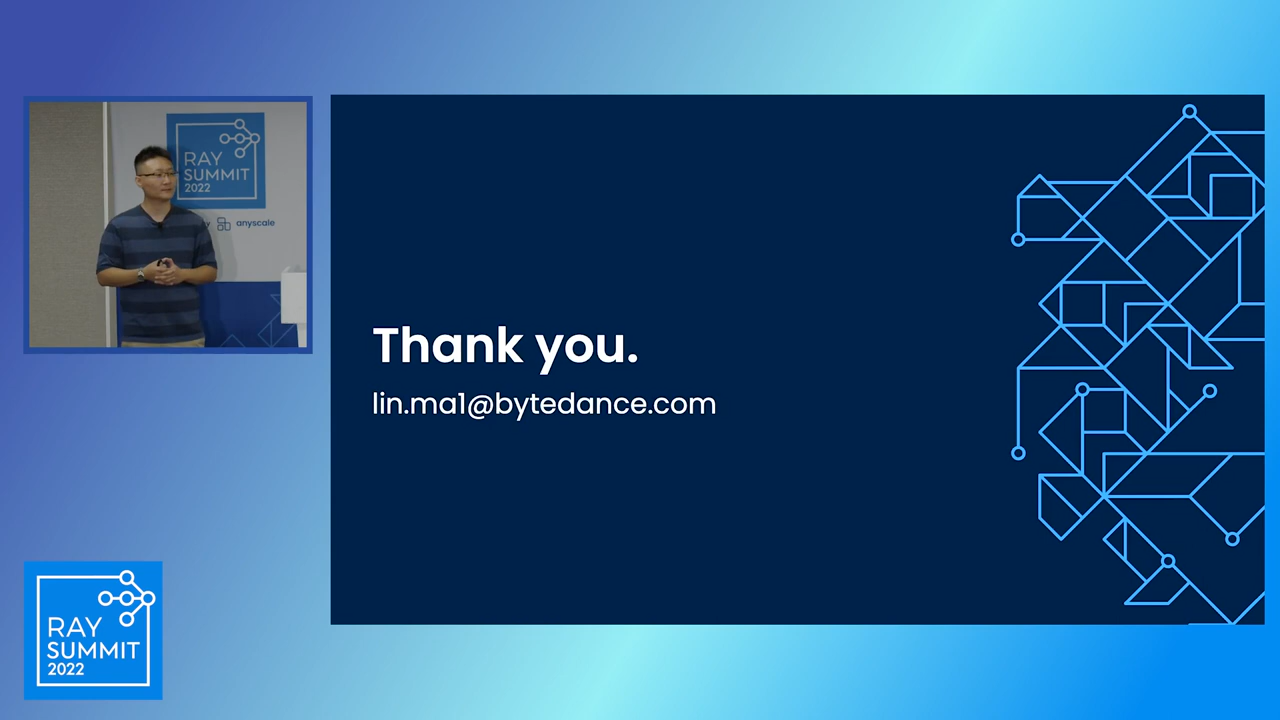 RAY
SUMMIT
2022
anyscale
Thank you.
lin.ma1@bytedance.com
RAY
SUMMIT
2022